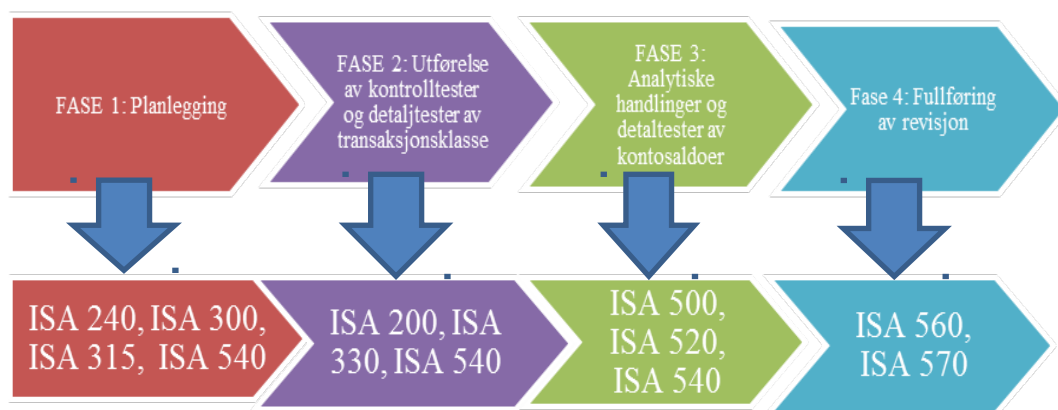 FASE 1: Planlegging
FASE 2: Utførelse
av kontrolltester
og detaljtester av
transaksjonsklasse
FASE 3:
Analytiske
handlinger og
detaltester av
kontosaldoer
Fase 4: Fullføring
av revisjon
ISA 240, ISA 300,
ISA 315, ISA 540
ISA 200, ISA
330, ISA 540
ISA 500,
ISA 520,
ISA 540
ISA 560,
ISA 570